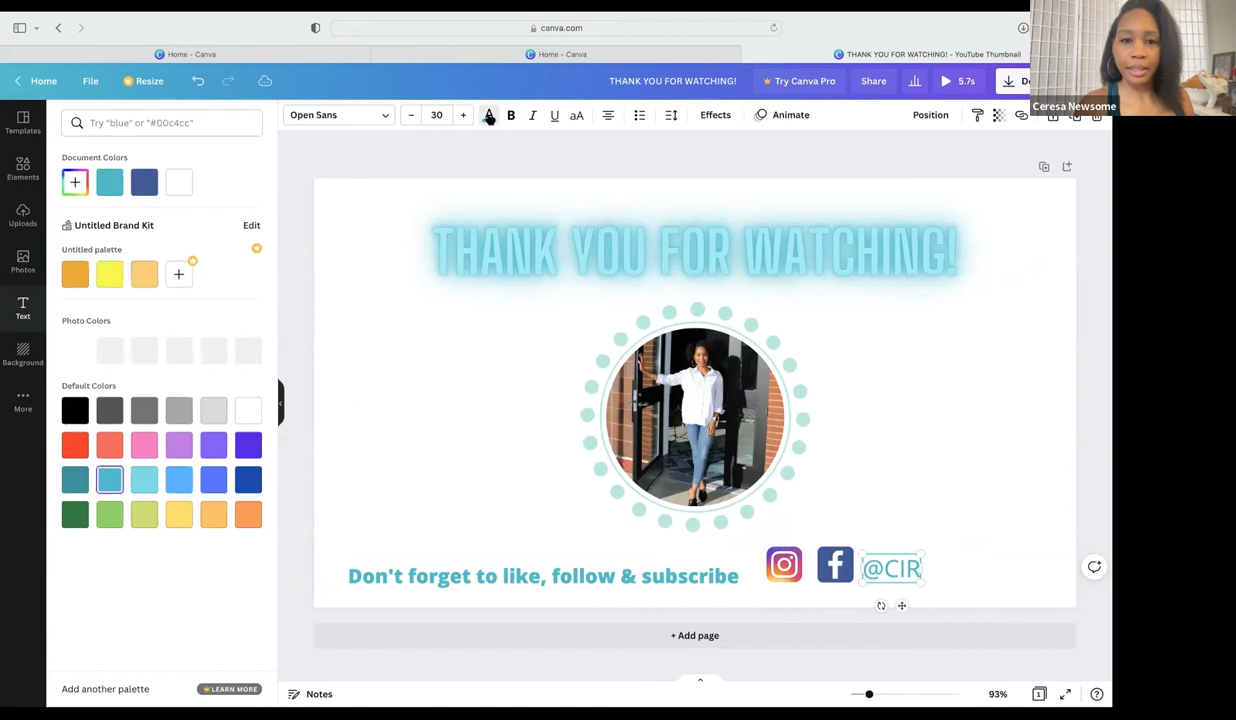 canva.com
Home - Canva
Home - Canva
THANK YOU FOR WATCHING! - YouTube Thumbnail
Home
File
Resize
THANK YOU FOR WATCHING!
Try Canva Pro
Share
5.7s
Ceresa Newsome
Templates
Elements
Uploads
Photos
Text
Background
More
Try "blue" or "#00c4cc"
Document Colors
Untitled Brand Kit
Edit
Untitled palette
Photo Colors
Default Colors
Add another palette
LEARN MORE
Open Sans
30
A
B
I
U
aA
Effects
Animate
Position
THANK YOU FOR WATCHING!
Don't forget to like, follow & subscribe
@CIR
+ Add page
Notes
93%
1